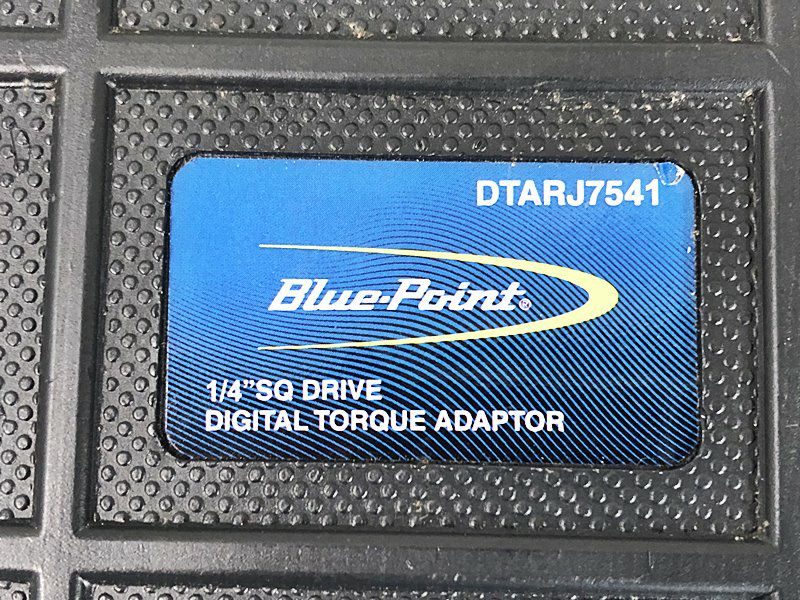 DTARJ7541
Blue-Point®
1/4”SQ DRIVE
DIGITAL TORQUE ADAPTOR